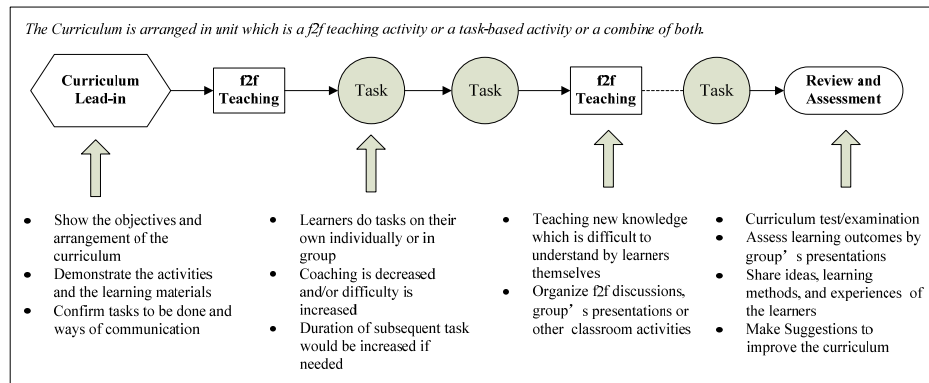 The Curriculum is arranged in unit which is a f2f teaching activity or a task-based activity or a combine of both.
Curriculum
Lead-in
f2f
Teaching
Task
Task
f2f
Teaching
Task
Review and
Assessment
● Show the objectives and
arrangement of the
curriculum
● Demonstrate the activities
and the learning materials
● Confirm tasks to be done and
ways of communication
● Learners do tasks on their
own individually or in
group
● Coaching is decreased
and/or difficulty is
increased
● Duration of subsequent task
would be increased if
needed
● Teaching new knowledge
which is difficult to
understand by learners
themselves
● Organize f2f discussions,
group's presentations or
other classroom activities
● Curriculum test/examination
● Assess learning outcomes by
group's presentations
● Share ideas, learning
methods, and experiences of
the learners
● Make Suggestions to
improve the curriculum